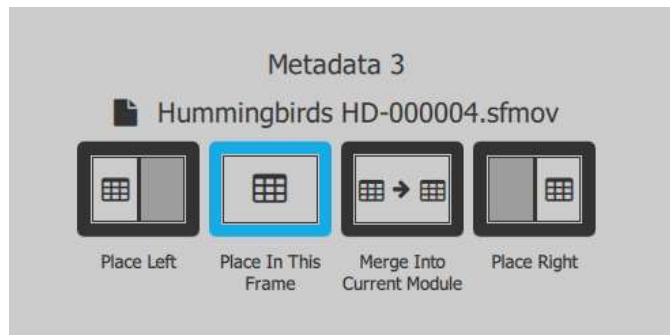 Metadata 3
Hummingbirds HD-000004.sfmov
Place Left
Place In This
Frame
Merge Into
Current Module
Place Right